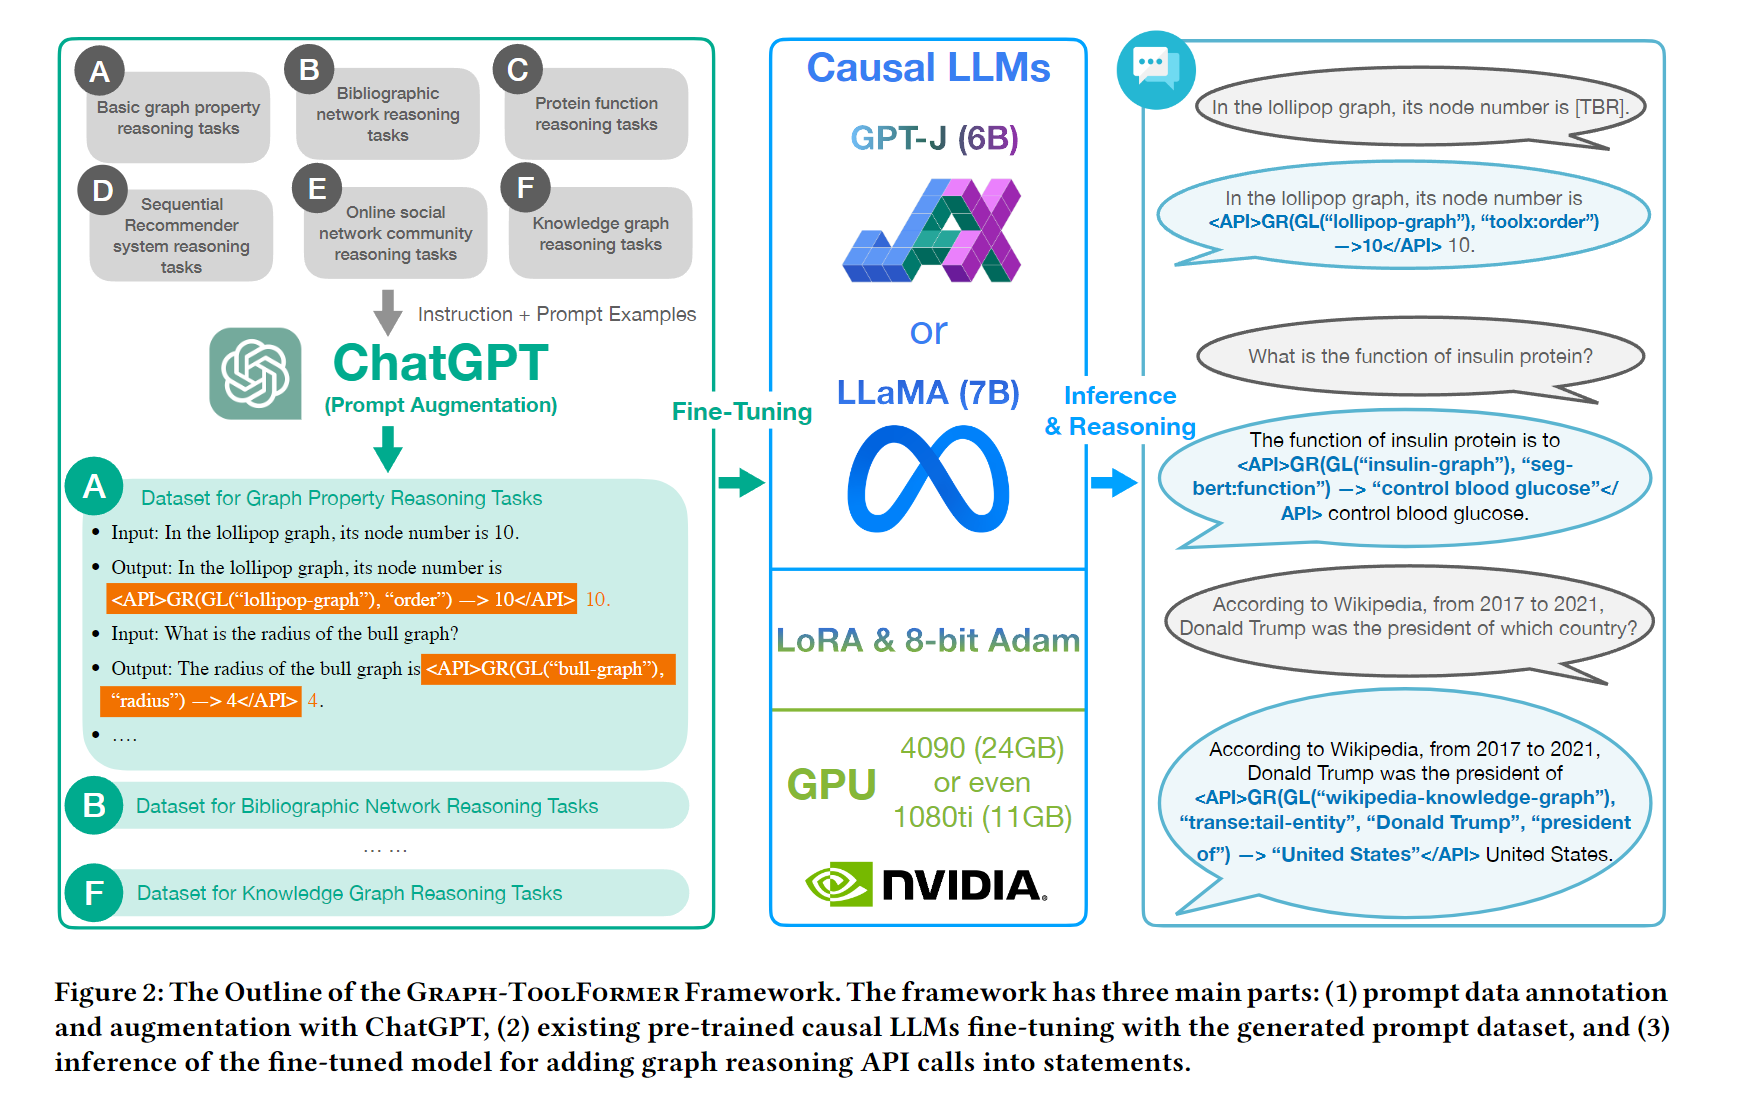 A
Basic graph property
reasoning tasks
B
Bibliographic
network reasoning
tasks
C
Protein function
reasoning tasks
D
Sequential
Recommender
system reasoning
tasks
E
Online social
network community
reasoning tasks
F
Knowledge graph
reasoning tasks
Instruction + Prompt Examples
ChatGPT
(Prompt Augmentation)
A
Dataset for Graph Property Reasoning Tasks
• Input: In the lollipop graph, its node number is 10.
• Output: In the lollipop graph, its node number is
<API>GR(GL(“lollipop-graph”), “order”) —> 10</API> 10.
• Input: What is the radius of the bull graph?
• Output: The radius of the bull graph is <API>GR(GL(“bull-graph”),
“radius”) —> 4</API> 4.
• ....
B
Dataset for Bibliographic Network Reasoning Tasks
... ...
F
Dataset for Knowledge Graph Reasoning Tasks
Fine-Tuning
Causal LLMs
GPT-J (6B)
JAX
or
LLaMA (7B)
LoRA & 8-bit Adam
GPU
4090 (24GB)
or even
1080ti (11GB)
NVIDIA.
Inference
& Reasoning
In the lollipop graph, its node number is [TBR].
In the lollipop graph, its node number is
<API>GR(GL(“lollipop-graph”), “toolx:order”)
—>10</API> 10.
What is the function of insulin protein?
The function of insulin protein is to
<API>GR(GL(“insulin-graph”), “seg-
bert:function”) —> “control blood glucose”</
API> control blood glucose.
According to Wikipedia, from 2017 to 2021,
Donald Trump was the president of which country?
According to Wikipedia, from 2017 to 2021,
Donald Trump was the president of
<API>GR(GL(“wikipedia-knowledge-graph”),
“transe:tail-entity”, “Donald Trump”, “president
of”) —> “United States”</API> United States.
Figure 2: The Outline of the Graph-ToolFormer Framework. The framework has three main parts: (1) prompt data annotation
and augmentation with ChatGPT, (2) existing pre-trained causal LLMs fine-tuning with the generated prompt dataset, and (3)
inference of the fine-tuned model for adding graph reasoning API calls into statements.